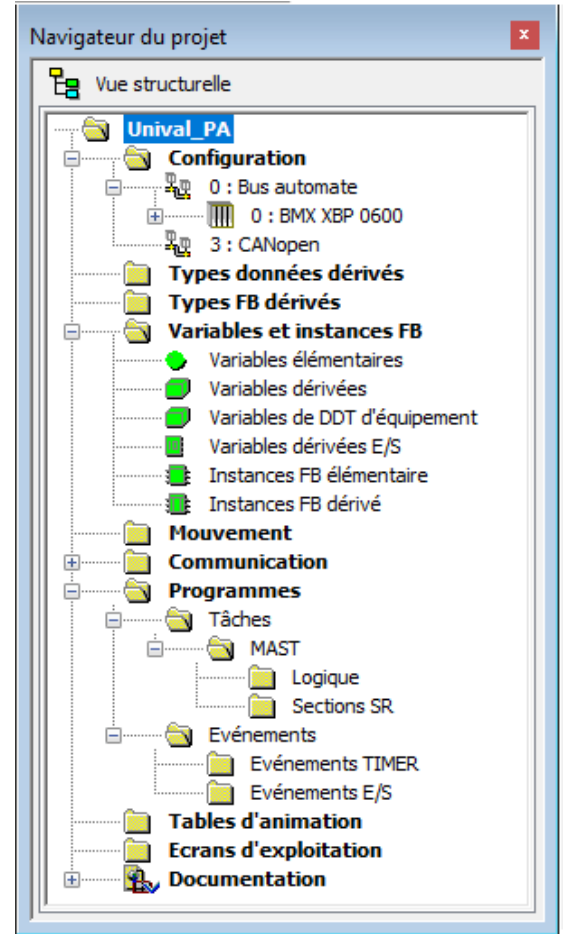 Navigateur du projet
x
Vue structurelle
Unival_PA
Configuration
0 : Bus automate
0 : BMX XBP 0600
3 : CANopen
Types données dérivés
Types FB dérivés
Variables et instances FB
Variables élémentaires
Variables dérivées
Variables de DDT d'équipement
Variables dérivées E/S
Instances FB élémentaire
Instances FB dérivé
Mouvement
Communication
Programmes
Tâches
MAST
Logique
Sections SR
Evénements
Evénements TIMER
Evénements E/S
Tables d'animation
Ecrans d'exploitation
Documentation